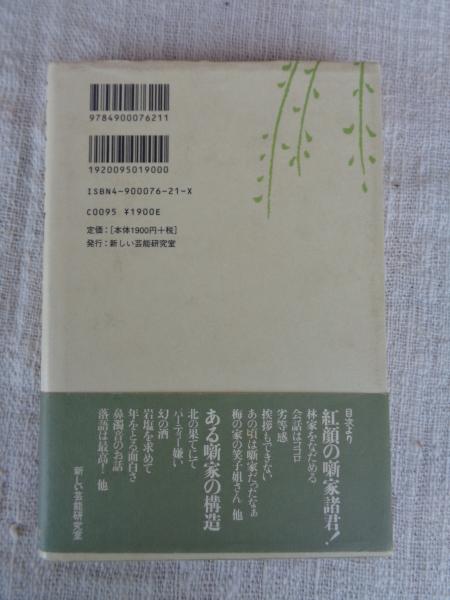 9784900076211
1920095019000
ISBN4-900076-21-X
C0095 ¥1900E
定価:[本体1900円+税]
発行:新しい芸能研究室
目次より
紅顔の噺家諸君!
林家をなだめる
会話はココロ
劣等感
挨拶もできない
あの頃は噺家だったなぁ
梅の家の笑子姐さん 他
ある噺家の構造
北の果てにて
パーティー嫌い
幻の酒
岩塩を求めて
年をとる面白さ
鼻濁音のお話
落語は最高! 他
新しい芸能研究室